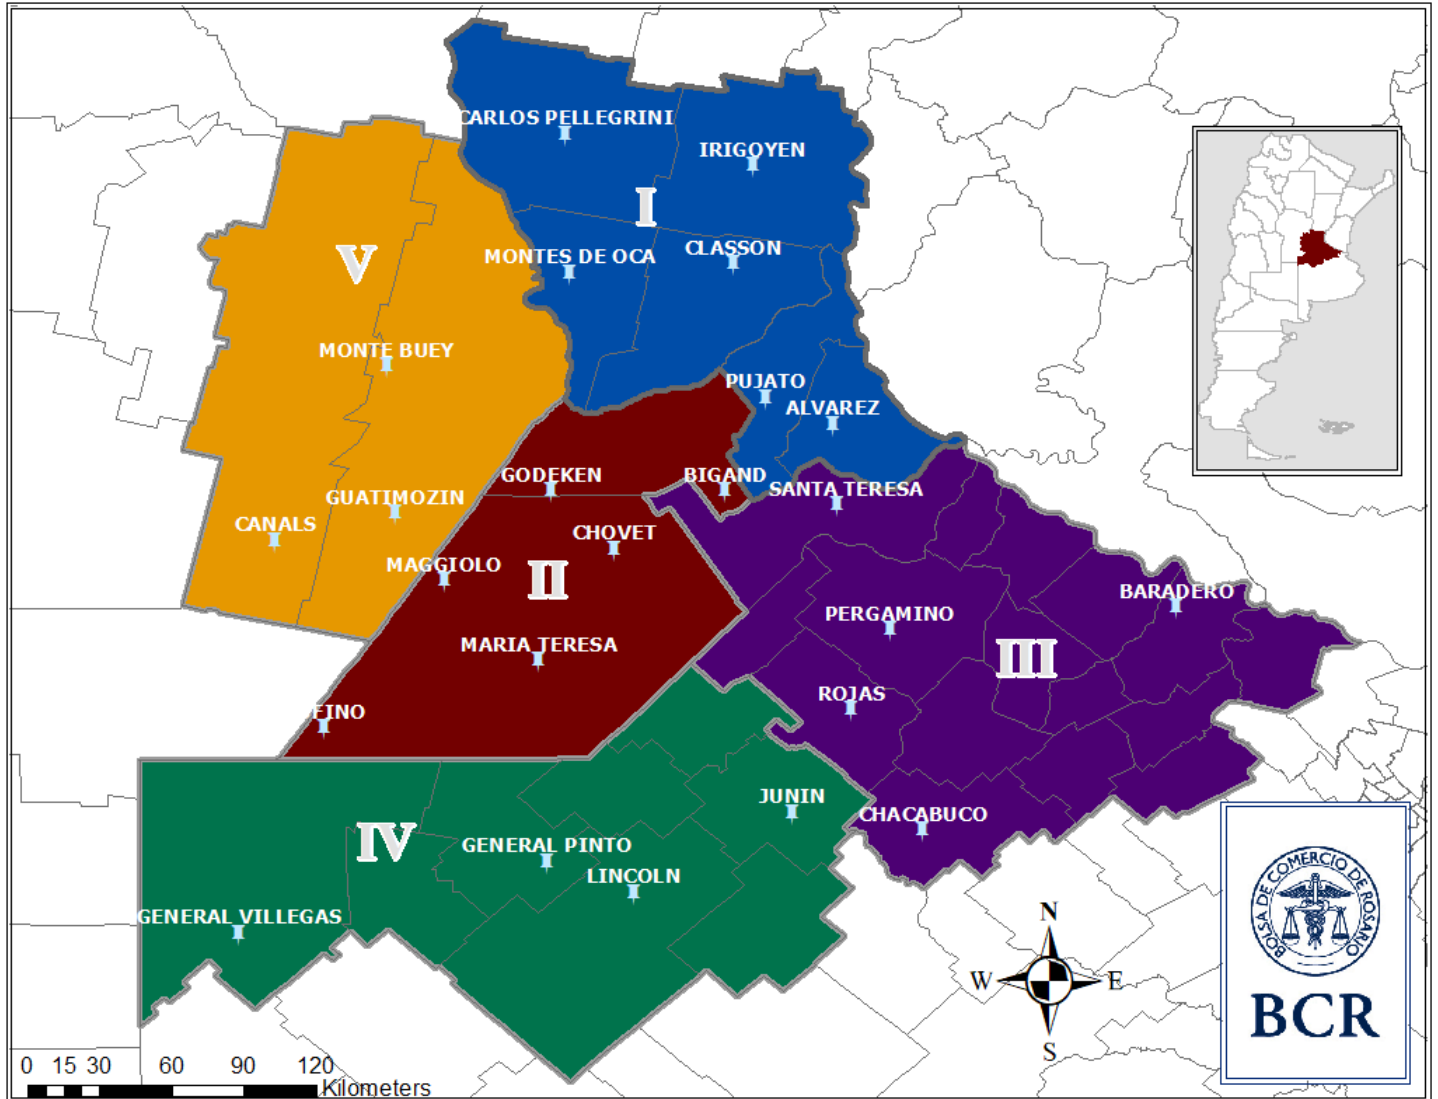 CARLOS PELLEGRINI
IRIGOYEN
I
CLASSON
MONTES DE OCA
V
MONTE BUEY
PUJATO
ALVAREZ
GODEKEN
BIGAND
SANTA TERESA
GUATIMOZIN
CANALS
CHOVET
MAGGIOLO
II
BARADERO
PERGAMINO
MARIA TERESA
III
ROJAS
FINO
JUNIN
CHACABUCO
IV
GENERAL PINTO
LINCOLN
GENERAL VILLEGAS
N
W E
S
BOLSA DE COMERCIO DE ROSARIO
BCR
0 15 30 60 90 120
Kilometers